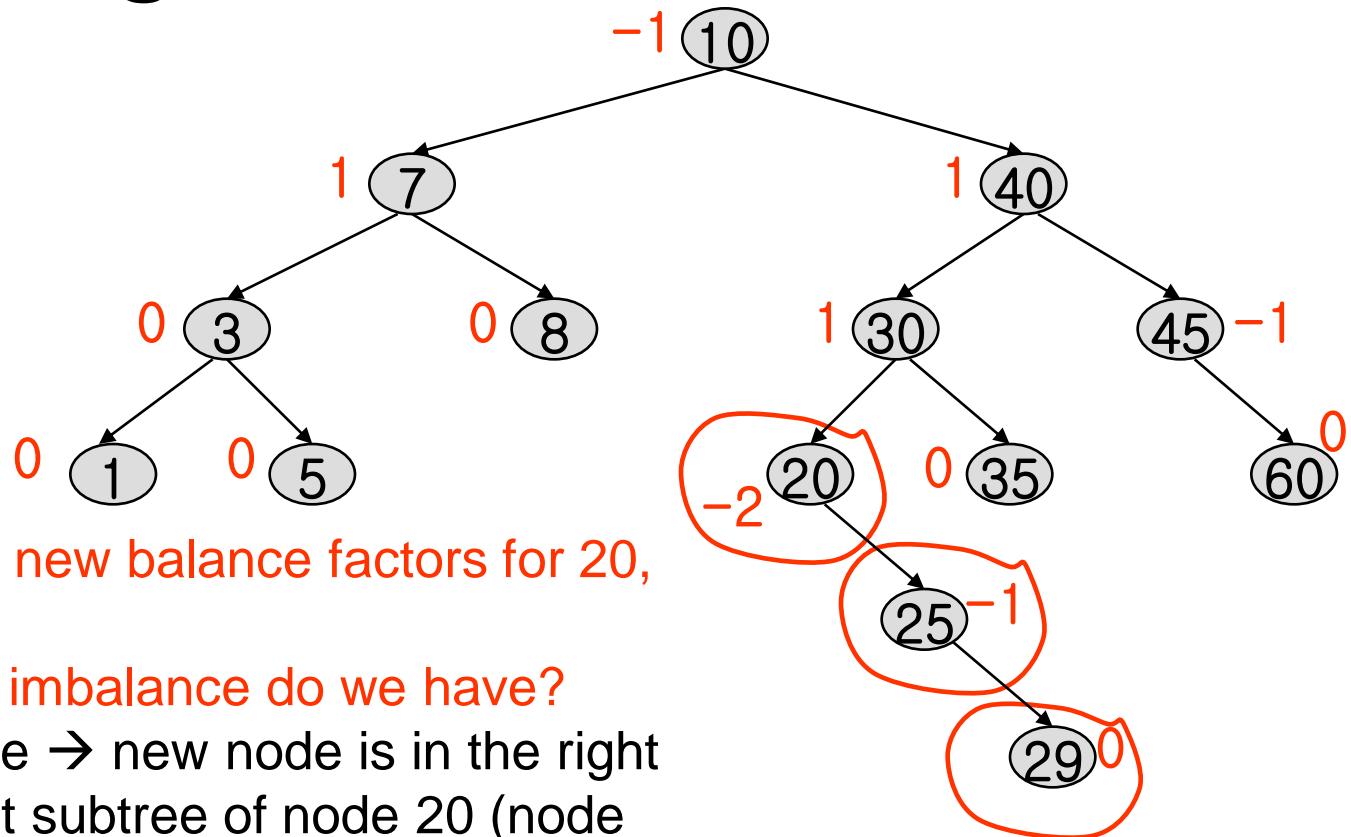 −1 10
1 7 1 40
0 3 0 8 1 30 45 −1
0 1 0 5 −2 20 0 35 60 0
new balance factors for 20,
25 −1
imbalance do we have?
e → new node is in the right
29 0
t subtree of node 20 (node